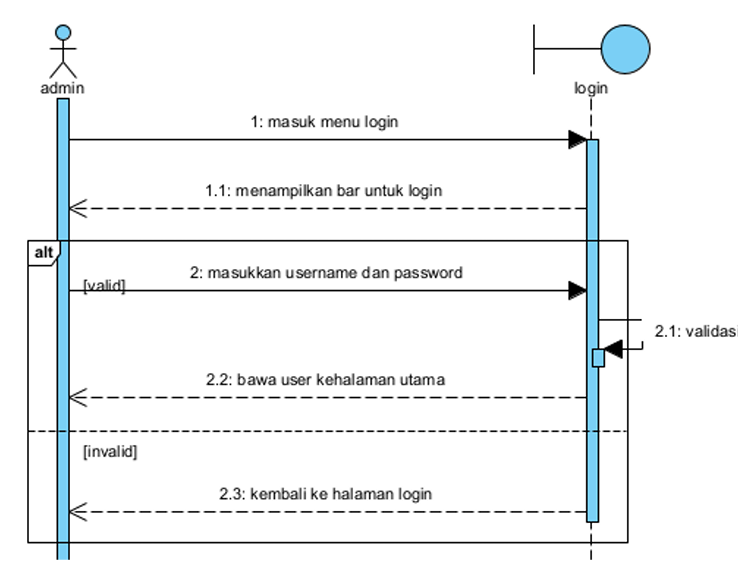 admin
login
1: masuk menu login
1.1: menampilkan bar untuk login
alt
2: masukkan username dan password
[valid]
2.1: validasi
2.2: bawa user kehalaman utama
[invalid]
2.3: kembali ke halaman login